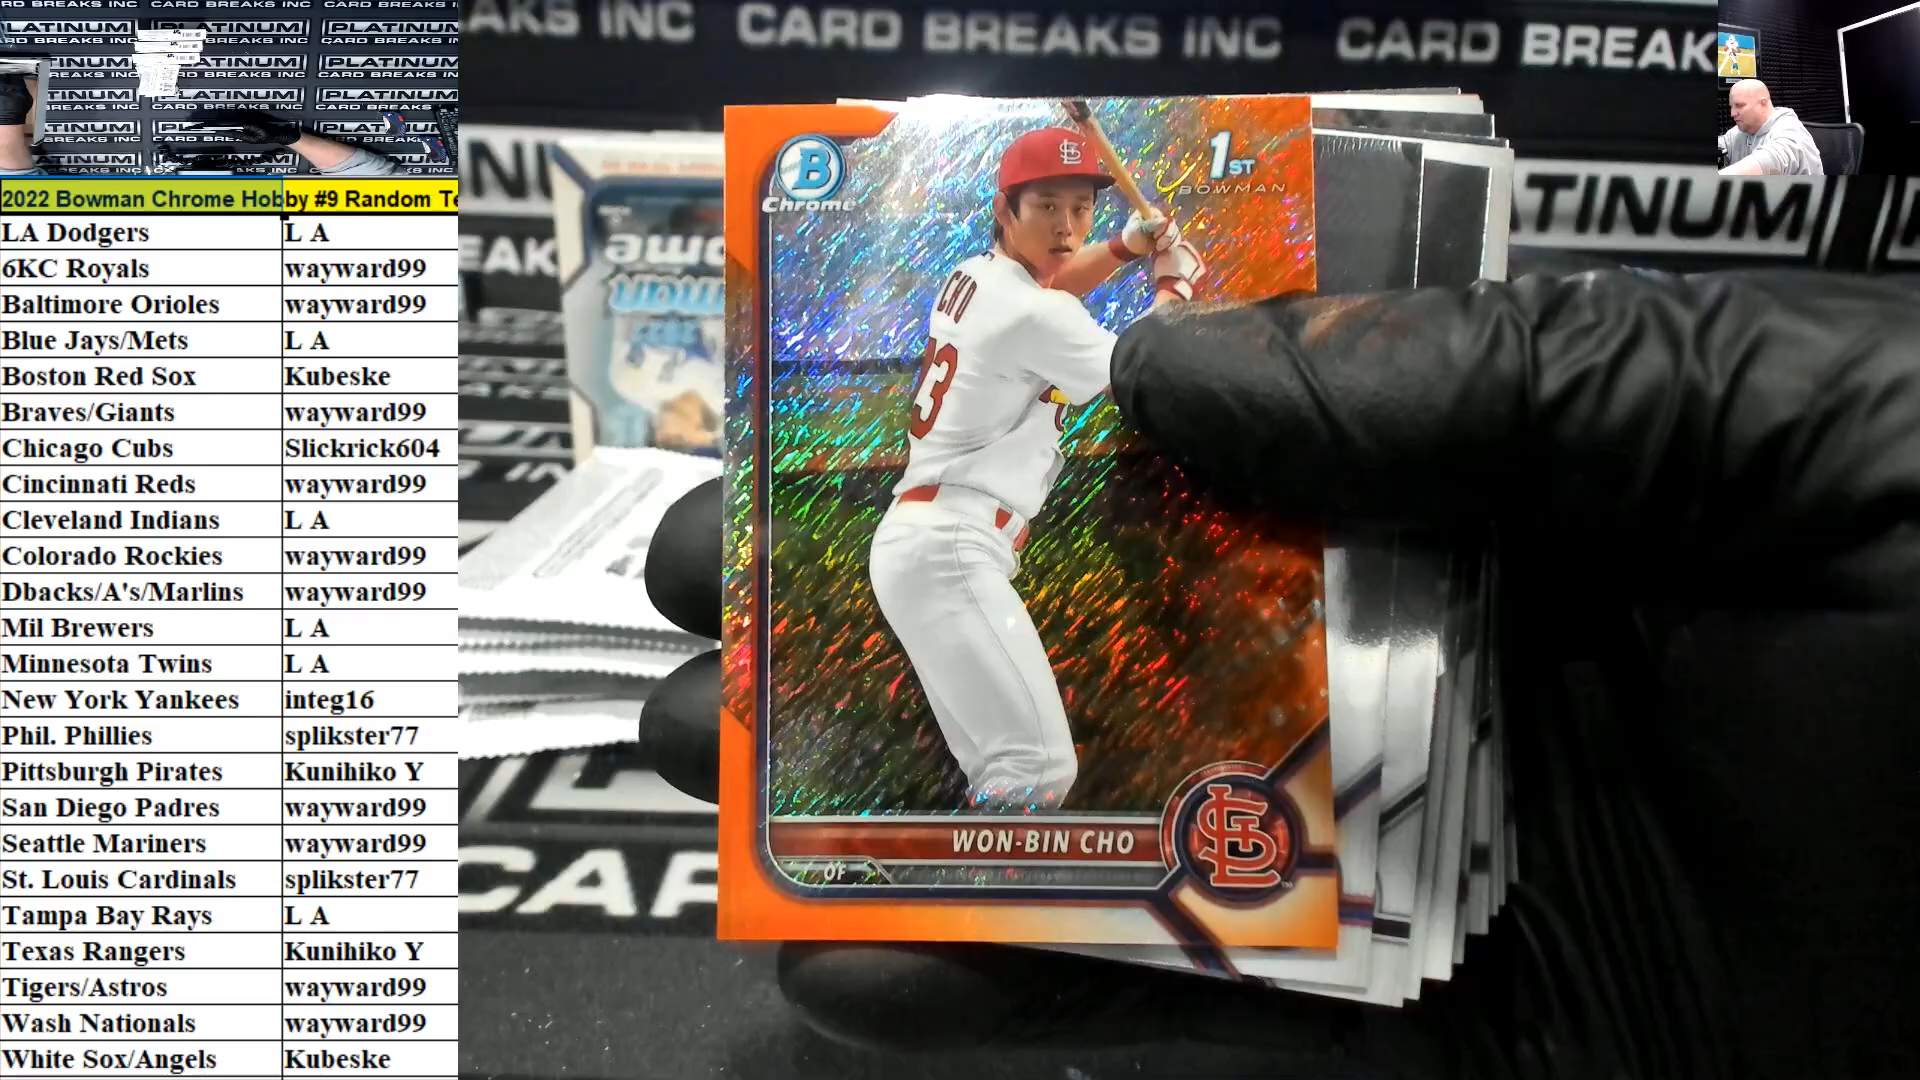 PLATINUM
CARD BREAKS INC
AKS INC CARD BREAKS INC CARD BREAK
2022 Bowman Chrome Hobby #9 Random Te
LA Dodgers L A
6KC Royals wayward99
Baltimore Orioles wayward99
Blue Jays/Mets L A
Boston Red Sox Kubeske
Braves/Giants wayward99
Chicago Cubs Slickrick604
Cincinnati Reds wayward99
Cleveland Indians L A
Colorado Rockies wayward99
Dbacks/A's/Marlins wayward99
Mil Brewers L A
Minnesota Twins L A
New York Yankees integ16
Phil. Phillies splikster77
Pittsburgh Pirates Kunihiko Y
San Diego Padres wayward99
Seattle Mariners wayward99
St. Louis Cardinals splikster77
Tampa Bay Rays L A
Texas Rangers Kunihiko Y
Tigers/Astros wayward99
Wash Nationals wayward99
White Sox/Angels Kubeske
B
Chrome
1ST
BOWMAN
STL
CHO
WON-BIN CHO
OF
STL
TINUM